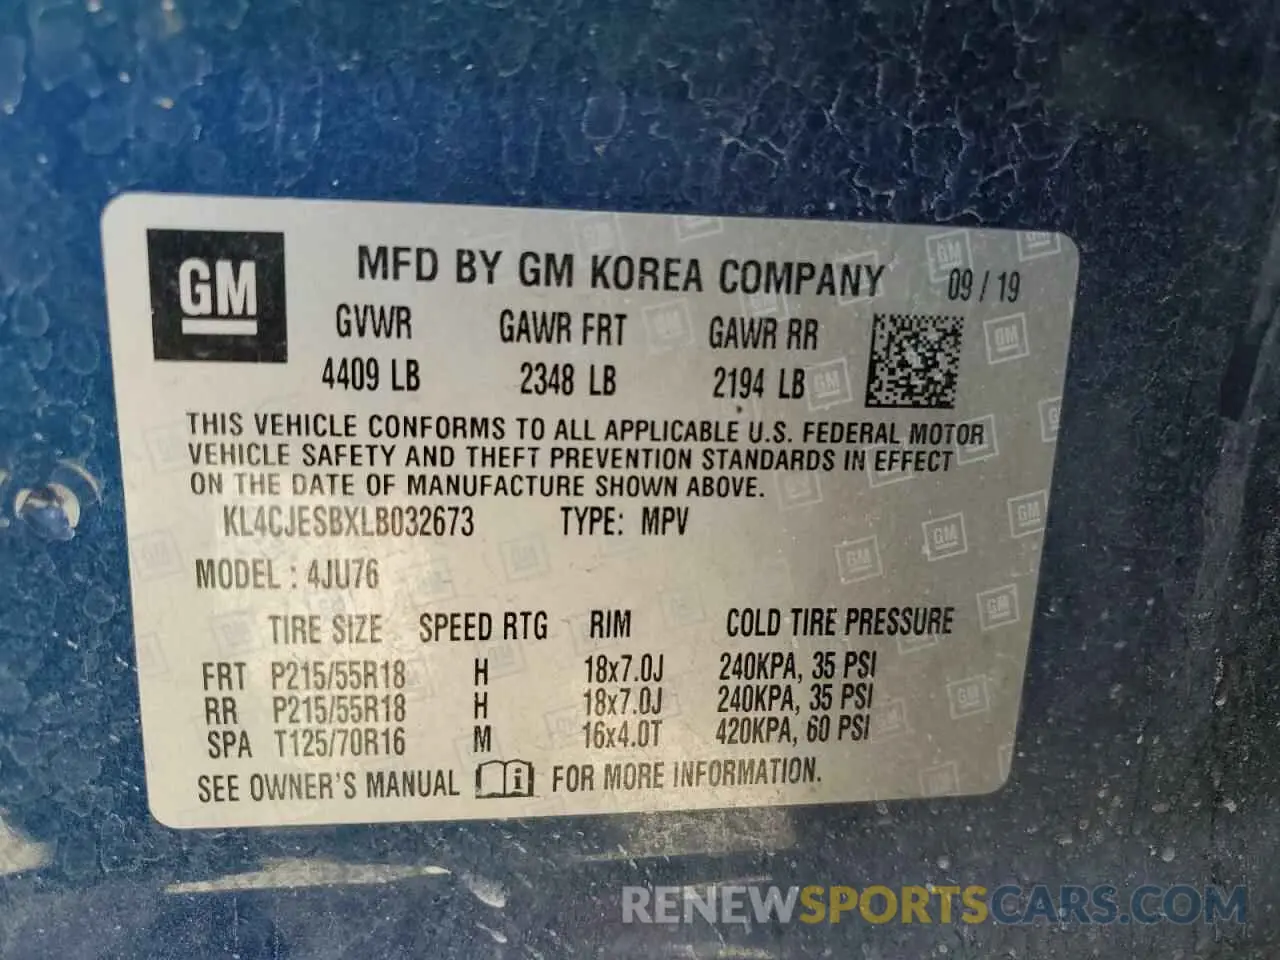 GM
MFD BY GM KOREA COMPANY 09 / 19
GVWR GAWR FRT GAWR RR
4409 LB 2348 LB 2194 LB
THIS VEHICLE CONFORMS TO ALL APPLICABLE U.S. FEDERAL MOTOR
VEHICLE SAFETY AND THEFT PREVENTION STANDARDS IN EFFECT
ON THE DATE OF MANUFACTURE SHOWN ABOVE.
KL4CJESBXLB032673 TYPE: MPV
MODEL : 4JU76
TIRE SIZE SPEED RTG RIM COLD TIRE PRESSURE
FRT P215/55R18 H 18x7.0J 240KPA, 35 PSI
RR P215/55R18 H 18x7.0J 240KPA, 35 PSI
SPA T125/70R16 M 16x4.0T 420KPA, 60 PSI
SEE OWNER'S MANUAL i FOR MORE INFORMATION.
RENEWSPORTSCARS.COM